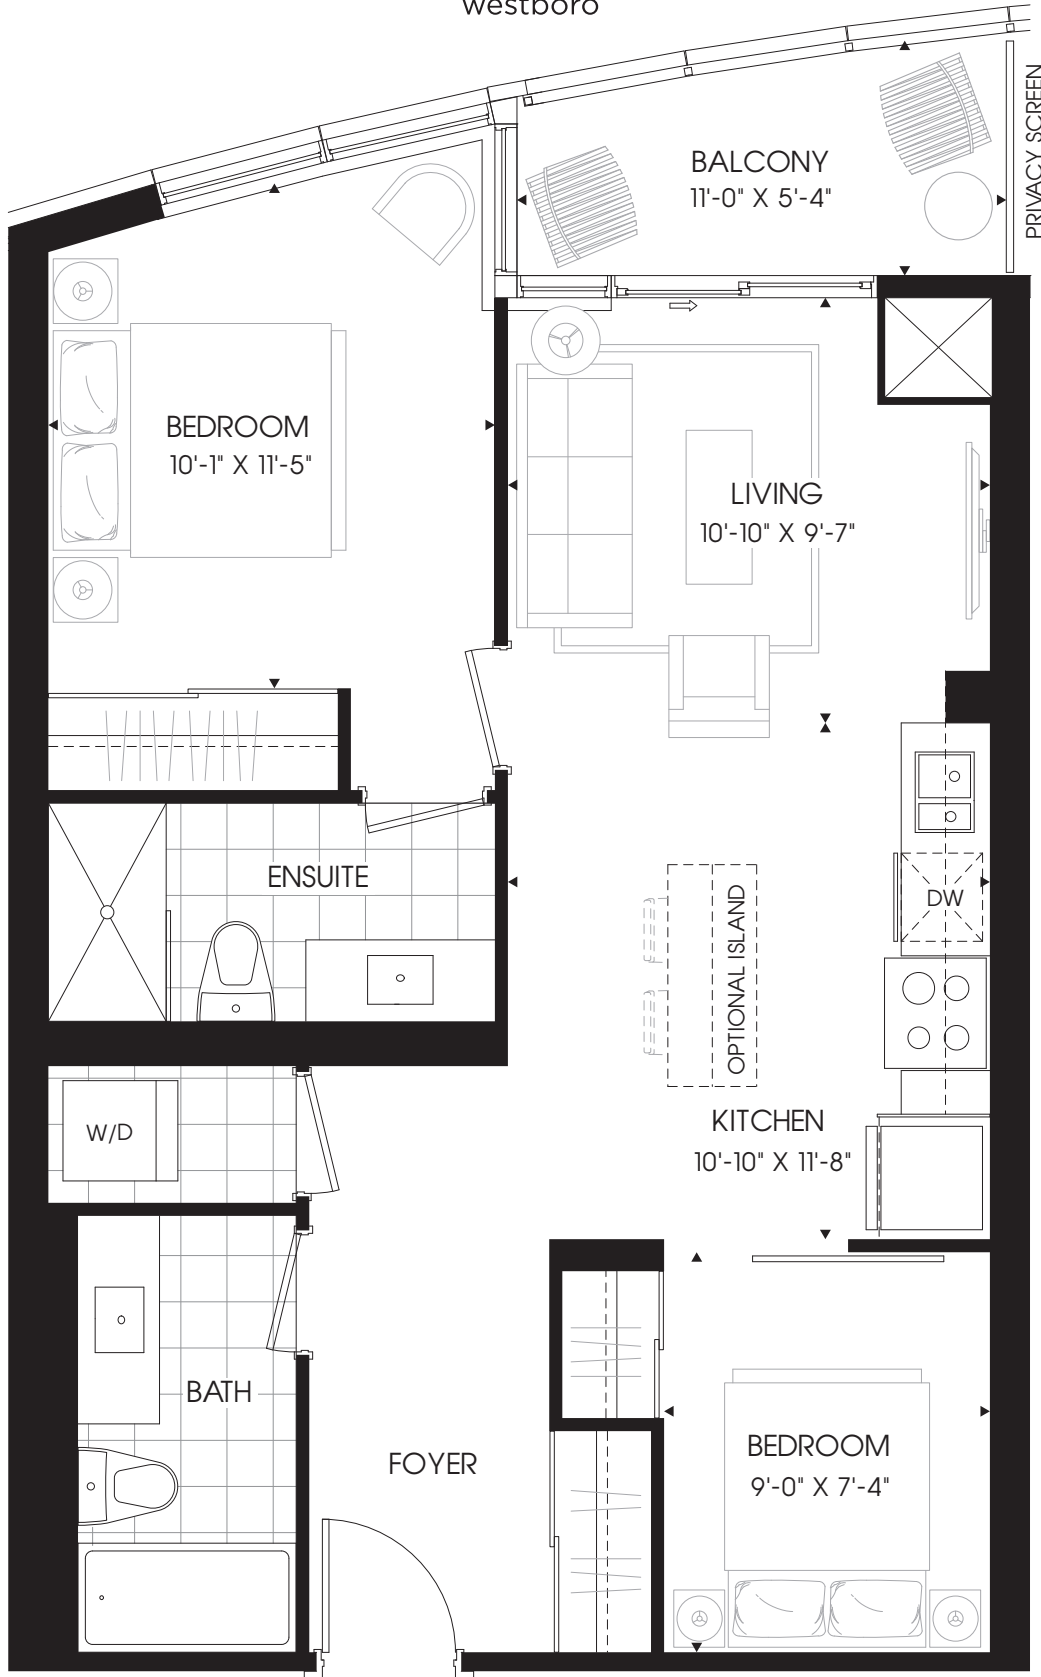 westboro
BALCONY
11'-0" X 5'-4"
PRIVACY SCREEN
BEDROOM
10'-1" X 11'-5"
LIVING
10'-10" X 9'-7"
ENSUITE
DW
OPTIONAL ISLAND
KITCHEN
10'-10" X 11'-8"
W/D
BATH
FOYER
BEDROOM
9'-0" X 7'-4"